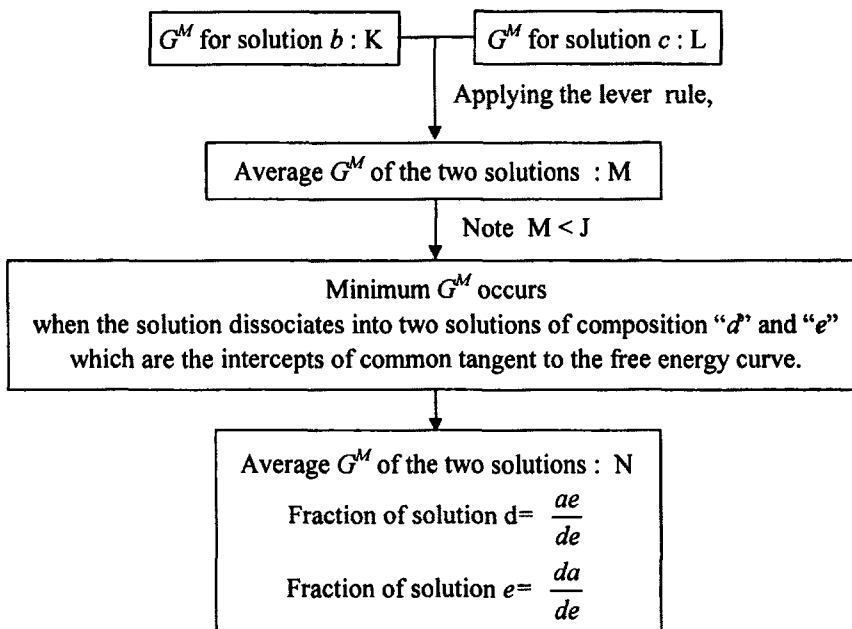 G^M for solution b : K
G^M for solution c : L
Applying the lever rule,
Average G^M of the two solutions : M
Note M < J
Minimum G^M occurs
when the solution dissociates into two solutions of composition “d” and “e”
which are the intercepts of common tangent to the free energy curve.
Average G^M of the two solutions : N
Fraction of solution d= ae/de
Fraction of solution e= da/de